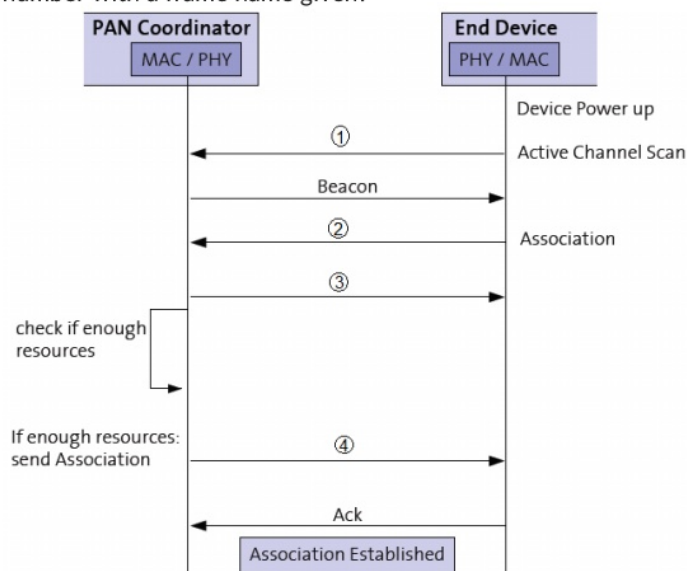 PAN Coordinator
MAC / PHY
End Device
PHY / MAC
Device Power up
①
Active Channel Scan
Beacon
②
Association
③
check if enough
resources
If enough resources:
send Association
④
Ack
Association Established